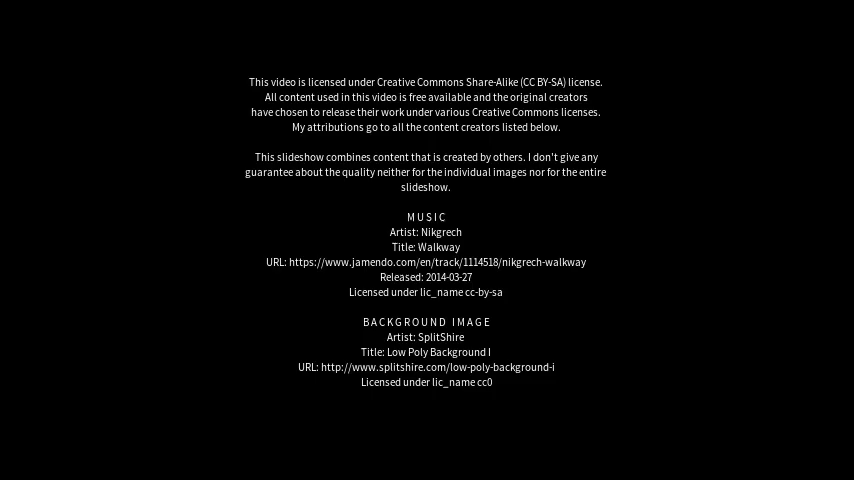 This video is licensed under Creative Commons Share-Alike (CC BY-SA) license.
All content used in this video is free available and the original creators
have chosen to release their work under various Creative Commons licenses.
My attributions go to all the content creators listed below.
This slideshow combines content that is created by others. I don't give any
guarantee about the quality neither for the individual images nor for the entire
slideshow.
MUSIC
Artist: Nikgrech
Title: Walkway
URL: https://www.jamendo.com/en/track/1114518/nikgrech-walkway
Released: 2014-03-27
Licensed under lic_name cc-by-sa
BACKGROUND IMAGE
Artist: SplitShire
Title: Low Poly Background I
URL: http://www.splitshire.com/low-poly-background-i
Licensed under lic_name cc0